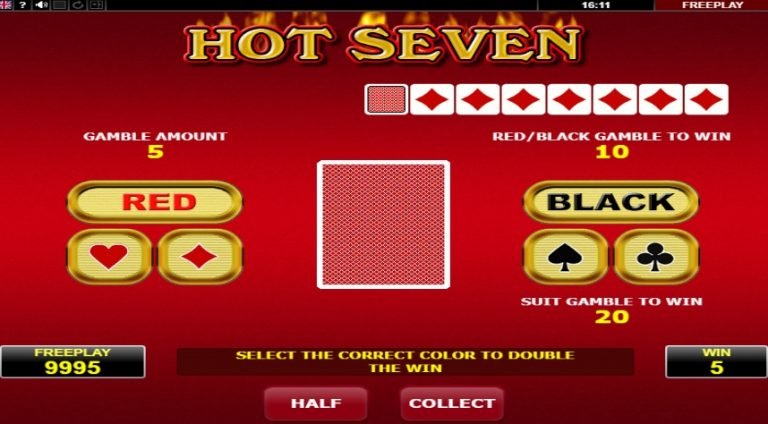 ?
16:11
FREEPLAY
HOT SEVEN
GAMBLE AMOUNT
5
RED/BLACK GAMBLE TO WIN
10
RED
BLACK
SUIT GAMBLE TO WIN
20
FREEPLAY
9995
SELECT THE CORRECT COLOR TO DOUBLE
THE WIN
WIN
5
HALF
COLLECT